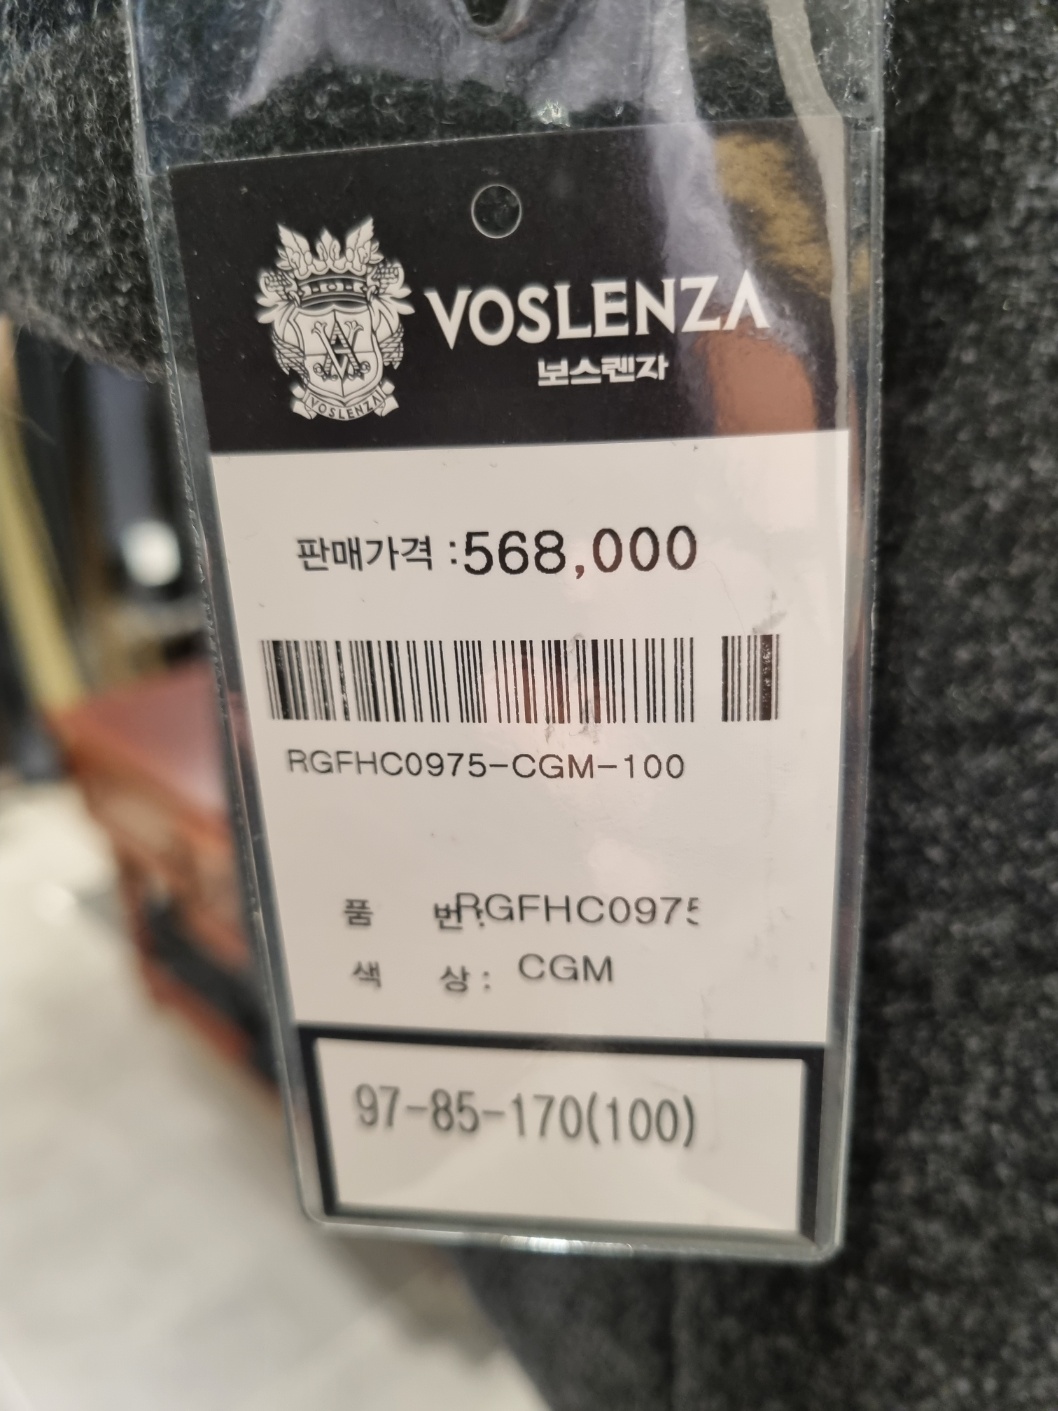 VOSLENZA
VOSLENZA
보스렌자
판매가격 :568,000
RGFHC0975-CGM-100
품 번:RGFHC0975
색 상 : CGM
97-85-170(100)